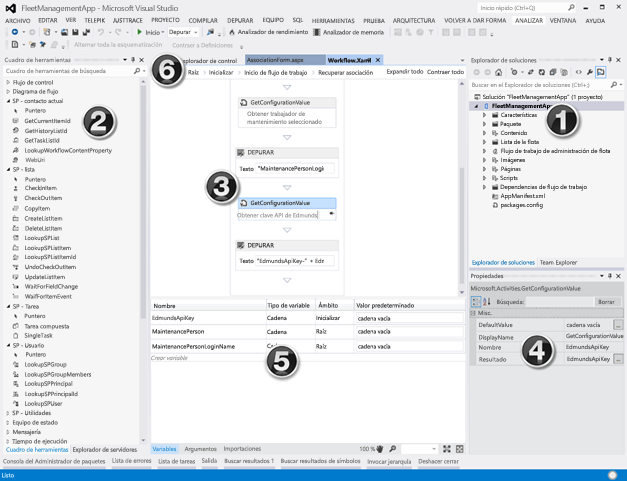 FleetManagementApp - Microsoft Visual Studio
Inicio rápido (Ctrl+Q)
ARCHIVO EDITAR VER TELERIK JUSTTRACE PROYECTO COMPILAR DEPURAR EQUIPO SQL HERRAMIENTAS PRUEBA ARQUITECTURA VOLVER A DAR FORMA ANALIZAR VENTANA AYUDA
Inicio Depurar Analizador de rendimiento Analizador de memoria
Alternar toda la esquematización Contraer a Definiciones
Cuadro de herramientas
Cuadro de herramientas de búsqueda
Flujo de control
Diagrama de flujo
SP - contacto actual
Puntero
GetCurrentItemId
GetHistoryListId
GetTaskListId
LookupWorkflowContentProperty
WebUri
SP - lista
Puntero
CheckInItem
CheckOutItem
CopyItem
CreateListItem
DeleteListItem
LookupSPList
LookupSPListItem
LookupSPListItemId
UndoCheckOutItem
UpdateListItem
WaitForFieldChange
WaitForItemEvent
SP - Tarea
Puntero
Tarea compuesta
SingleTask
SP - Usuario
Puntero
LookupSPGroup
LookupSPGroupMembers
LookupSPPrincipal
LookupSPPrincipalId
LookupSPUser
SP - Utilidades
Equipo de estado
Mensajería
Tiempo de ejecución
Cuadro de herramientas Explorador de servidores
Explorador de control AssociationForm.aspx Workflow.Xaml
6
Raíz Inicializar Inicio de flujo de trabajo Recuperar asociación Expandir todo Contraer todo
GetConfigurationValue
Obtener trabajador de
mantenimiento seleccionado
2
DEPURAR
Texto "MaintenancePersonLogi
3
GetConfigurationValue
Obtener clave API de Edmunds
DEPURAR
Texto "EdmundsApiKey-" + Edr
Nombre Tipo de variable Ámbito Valor predeterminado
EdmundsApiKey Cadena Inicializar cadena vacía
MaintenancePerson Cadena Raíz cadena vacía
MaintenancePersonLoginName Raíz cadena vacía
Crear variable
5
Variables Argumentos Importaciones 100 %
Explorador de soluciones
Buscar en el Explorador de soluciones (Ctrl+;)
Solución "FleetManagementApp" (1 proyecto)
FleetManagementApp
1
Características
Paquete
Contenido
Lista de la flota
Flujo de trabajo de administración de flota
Imágenes
Páginas
Scripts
Dependencias de flujo de trabajo
AppManifest.xml
packages.config
Explorador de soluciones Team Explorer
Propiedades
Microsoft.Activities.GetConfigurationValue
Búsqueda: Borrar
Misc.
DefaultValue cadena vacía ...
DisplayName GetConfigurationValue
Nombre EdmundsApiKey
Resultado EdmundsApiKey ...
4
Consola del Administrador de paquetes Lista de errores Lista de tareas Salida Buscar resultados 1 Buscar resultados de símbolos Invocar jerarquía Deshacer cerrar
Listo